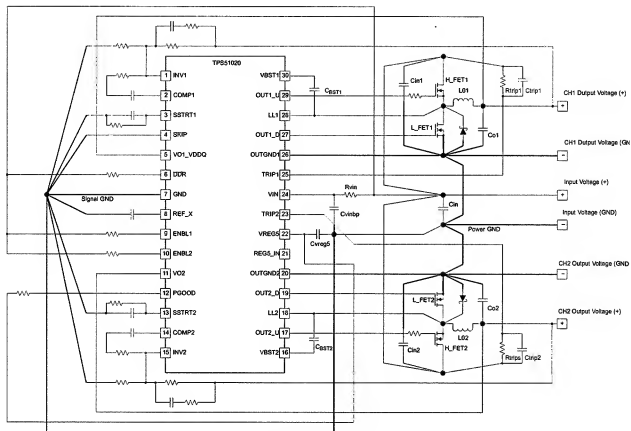 TPS51020
1 INV1
2 COMP1
3 SSTRT1
4 SKIP
5 VO1_VDDQ
6 DDR
7 GND
8 REF_X
9 ENBL1
10 ENBL2
11 VO2
12 PGOOD
13 SSTRT2
14 COMP2
15 INV2
VBST1 30
OUT1_U 29
LL1 28
OUT1_D 27
OUTGND1 26
TRIP1 25
VIN 24
TRIP2 23
VREG5 22
REG5_IN 21
OUTGND2 20
OUT2_D 19
LL2 18
OUT2_U 17
VBST2 16
Signal GND
CBST1
Rvin
Cvinbp
Cvreg5
CBST2
Cin1
H_FET1
L01
Rtrip1
Ctrip1
L_FET1
Co1
Cin
Power GND
L_FET2
Co2
L02
Cin2
H_FET2
Rtrips
Ctrip2
CH1 Output Voltage (+)
+
CH1 Output Voltage (GN
-
Input Voltage (+)
+
Input Voltage (GND)
-
CH2 Output Voltage (GND
-
CH2 Output Voltage (+)
+